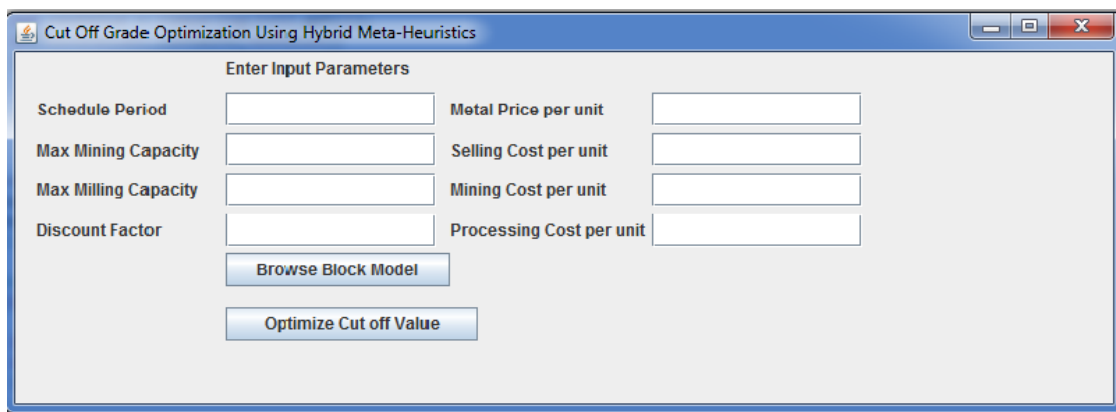 Cut Off Grade Optimization Using Hybrid Meta-Heuristics
Enter Input Parameters
Schedule Period Metal Price per unit
Max Mining Capacity Selling Cost per unit
Max Milling Capacity Mining Cost per unit
Discount Factor Processing Cost per unit
Browse Block Model
Optimize Cut off Value